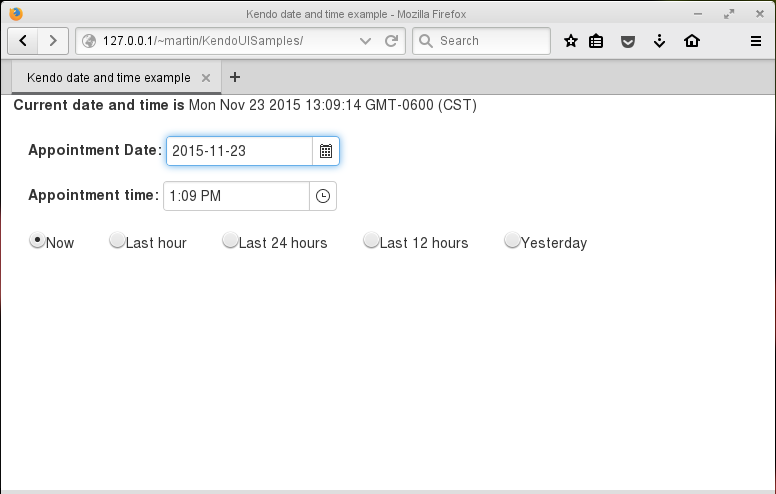 Kendo date and time example - Mozilla Firefox
127.0.0.1/~martin/KendoUISamples/
Search
Kendo date and time example
Current date and time is Mon Nov 23 2015 13:09:14 GMT-0600 (CST)
Appointment Date: 2015-11-23
Appointment time: 1:09 PM
Now Last hour Last 24 hours Last 12 hours Yesterday